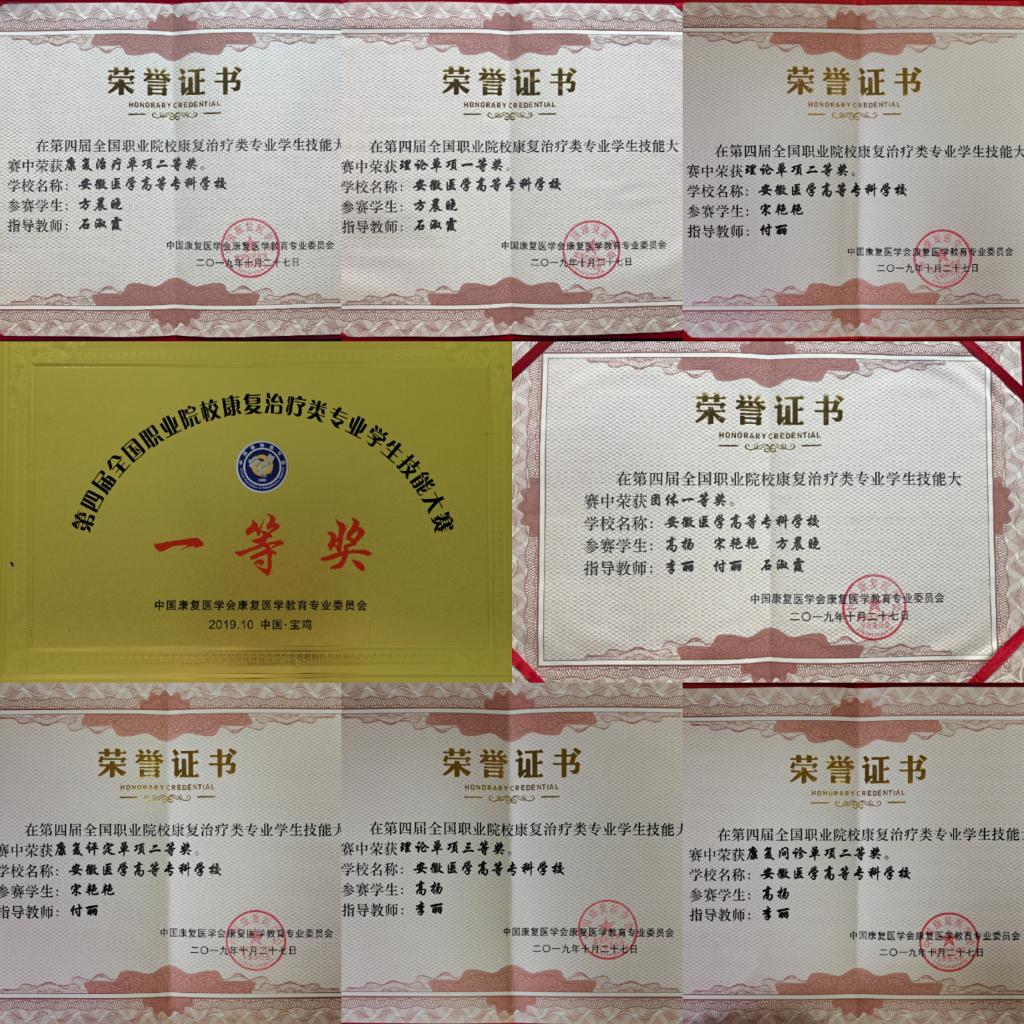 荣誉证书
HONORARY CREDENTIAL
在第四届全国职业院校康复治疗类专业学生技能大
赛中荣获康复治疗单项二等奖。
学校名称：安徽医学高等专科学校
参赛学生：方晨晚
指导教师：石淑霞
中国康复医学会康复医学教育专业委员会
二〇一九年十月二十七日
荣誉证书
HONORARY CREDENTIAL
在第四届全国职业院校康复治疗类专业学生技能大
赛中荣获理论单项一等奖。
学校名称：安徽医学高等专科学校
参赛学生：方晨晚
指导教师：石淑霞
中国康复医学会康复医学教育专业委员会
二〇一九年十月二十七日
荣誉证书
HONORARY CREDENTIAL
在第四届全国职业院校康复治疗类专业学生技能大
赛中荣获理论单项二等奖。
学校名称：安徽医学高等专科学校
参赛学生：宋艳艳
指导教师：付丽
中国康复医学会康复医学教育专业委员会
二〇一九年十月二十七日
第四届全国职业院校康复治疗类专业学生技能大赛
一等奖
中国康复医学会康复医学教育专业委员会
2019.10 中国·宝鸡
荣誉证书
HONORARY CREDENTIAL
在第四届全国职业院校康复治疗类专业学生技能大
赛中荣获团体一等奖。
学校名称：安徽医学高等专科学校
参赛学生：高扬 宋艳艳 方晨晚
指导教师：李丽 付丽 石淑霞
中国康复医学会康复医学教育专业委员会
二〇一九年十月二十七日
荣誉证书
HONORARY CREDENTIAL
在第四届全国职业院校康复治疗类专业学生技能大
赛中荣获康复评定单项二等奖。
学校名称：安徽医学高等专科学校
参赛学生：宋艳艳
指导教师：付丽
中国康复医学会康复医学教育专业委员会
二〇一九年十月二十七日
荣誉证书
HONORARY CREDENTIAL
在第四届全国职业院校康复治疗类专业学生技能大
赛中荣获理论单项三等奖。
学校名称：安徽医学高等专科学校
参赛学生：高扬
指导教师：李丽
中国康复医学会康复医学教育专业委员会
二〇一九年十月二十七日
荣誉证书
HONORARY CREDENTIAL
在第四届全国职业院校康复治疗类专业学生技能
赛中荣获康复问诊单项二等奖。
学校名称：安徽医学高等专科学校
参赛学生：高扬
指导教师：李丽
中国康复医学会康复医学教育专业委员会
二〇一九年十月二十七日